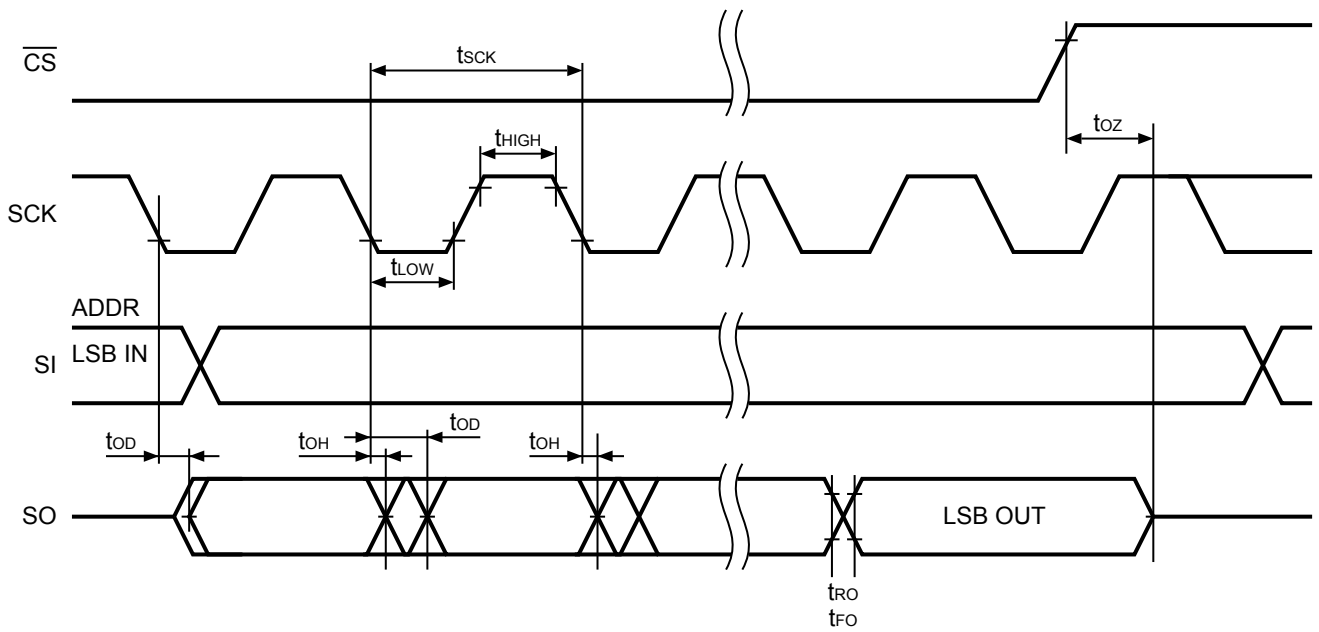 CS
tSCK
tHIGH
tOZ
SCK
tLOW
ADDR
SI
LSB IN
tOD
tOH
tOD
tOH
SO
LSB OUT
tRO
tFO